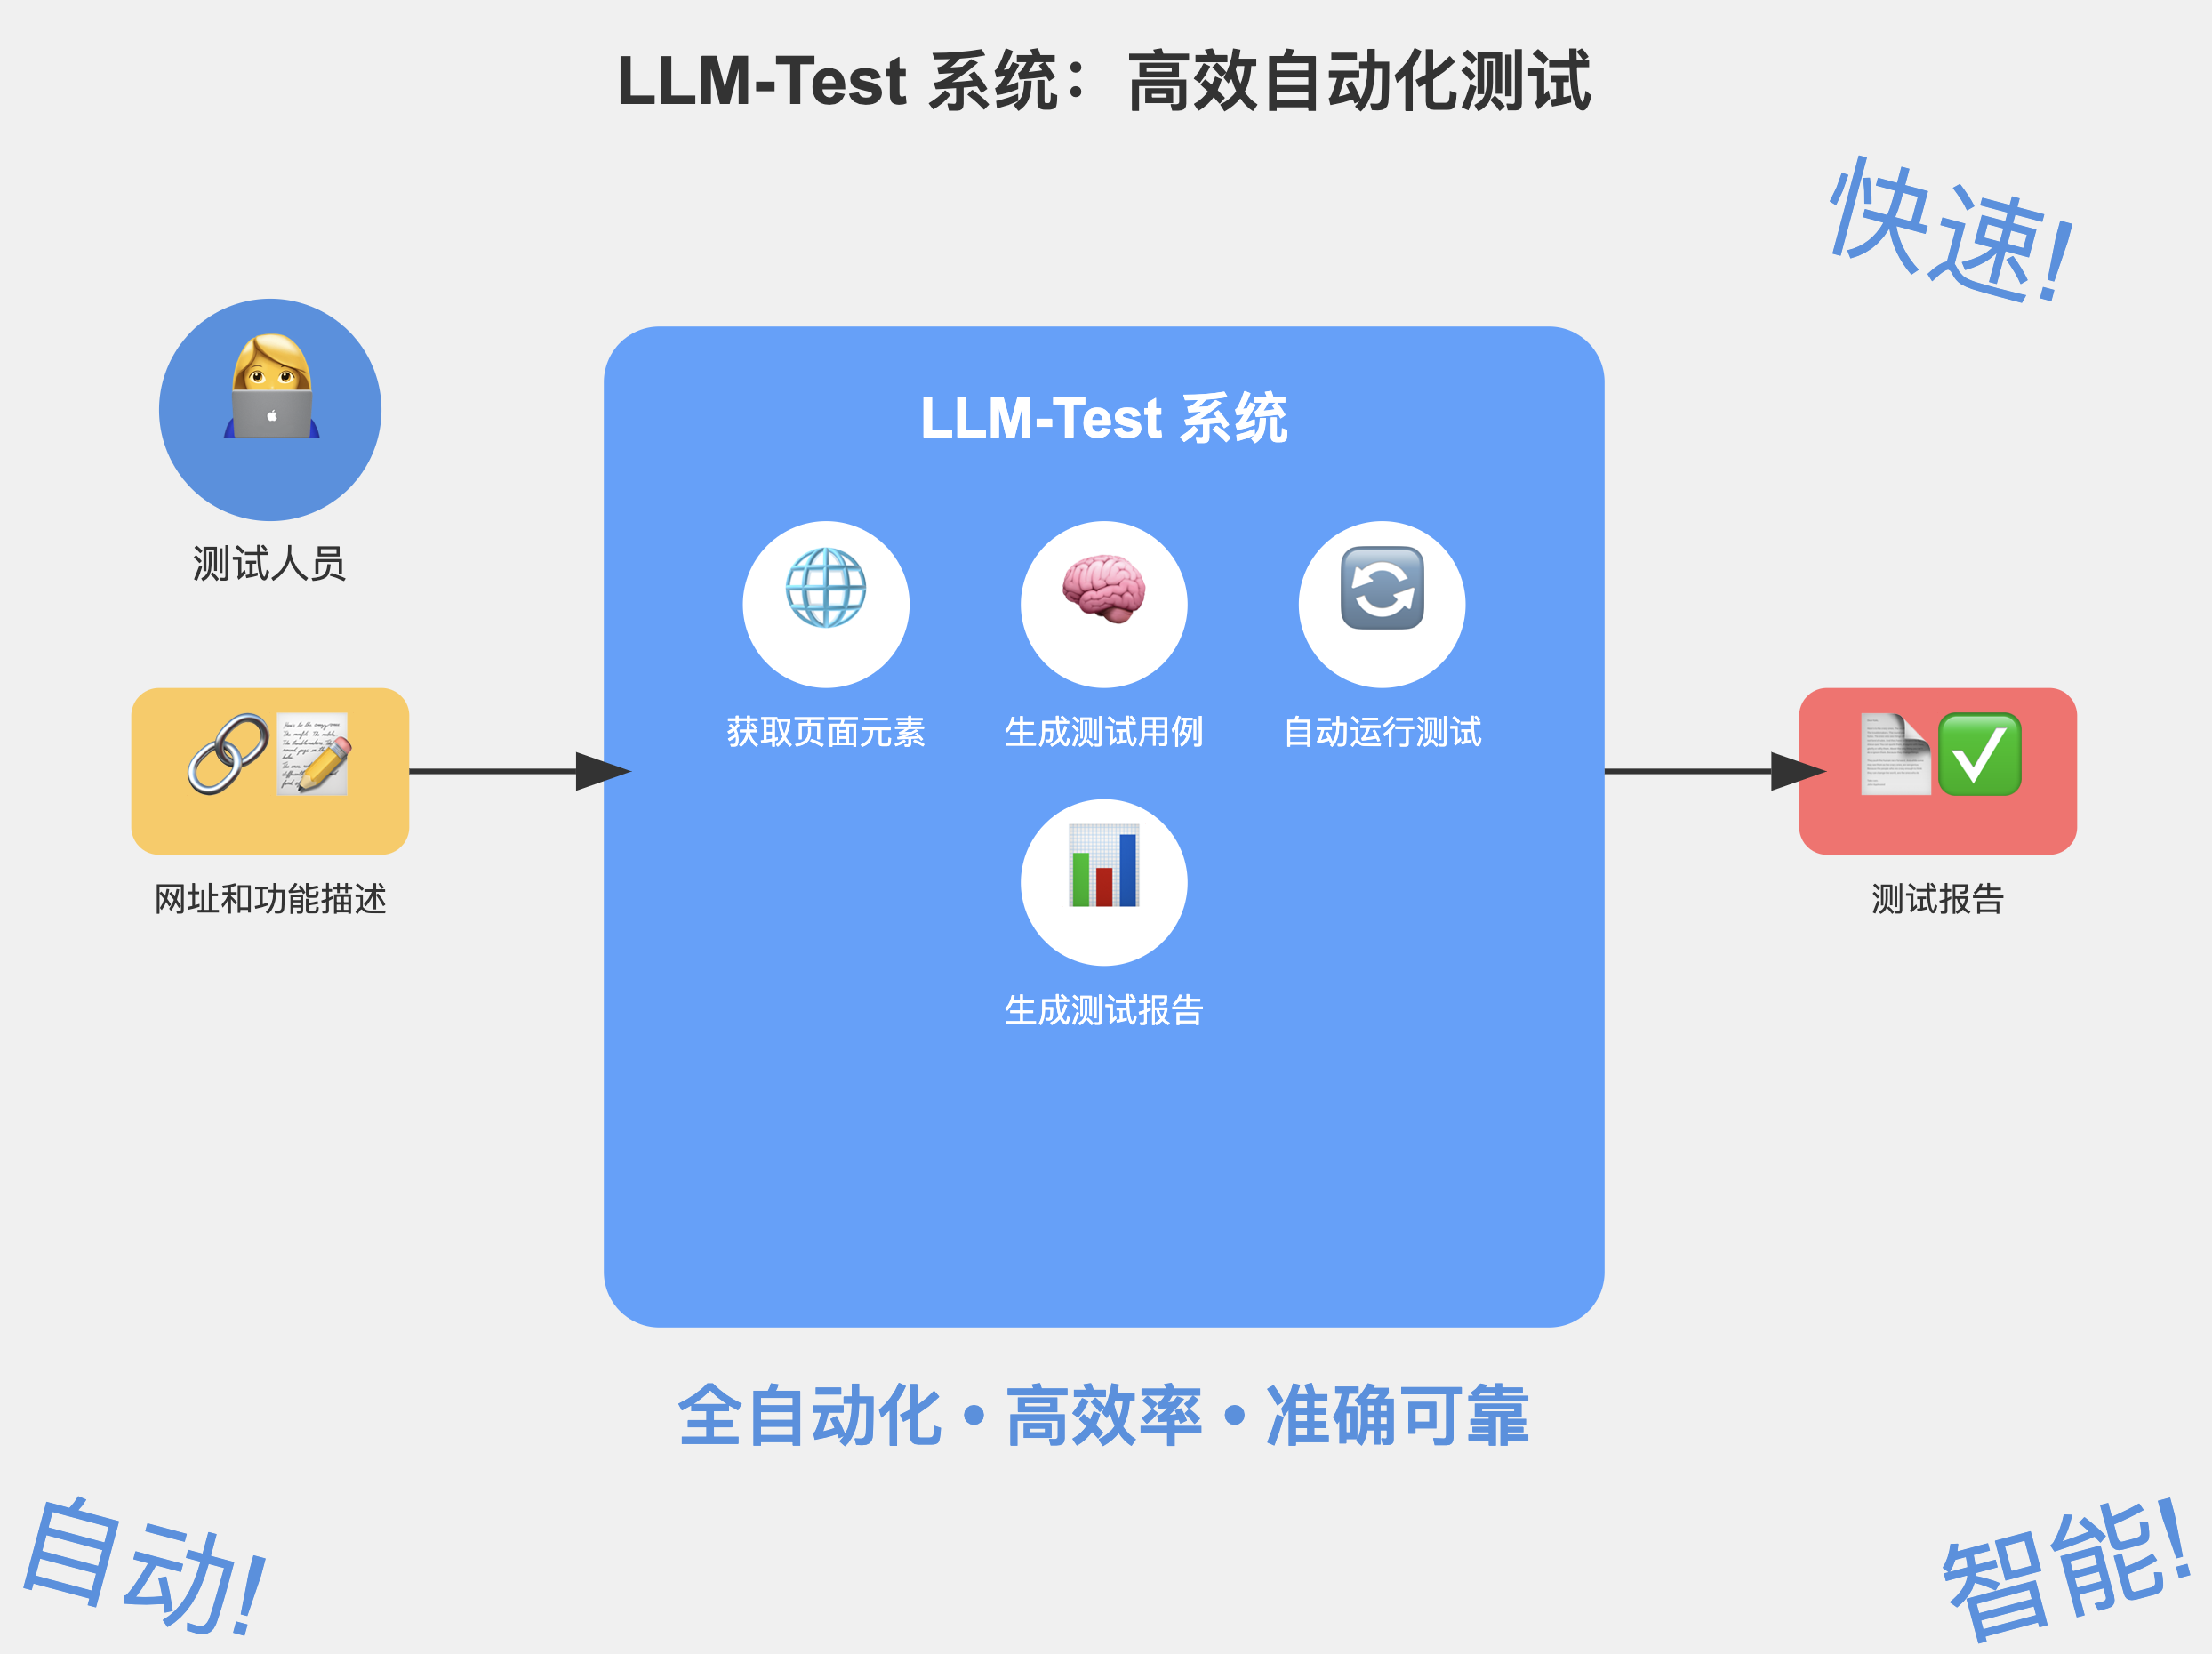 LLM-Test 系统：高效自动化测试
快速!
LLM-Test 系统
测试人员
获取页面元素
生成测试用例
自动运行测试
网址和功能描述
测试报告
生成测试报告
全自动化 • 高效率 • 准确可靠
自动!
智能!